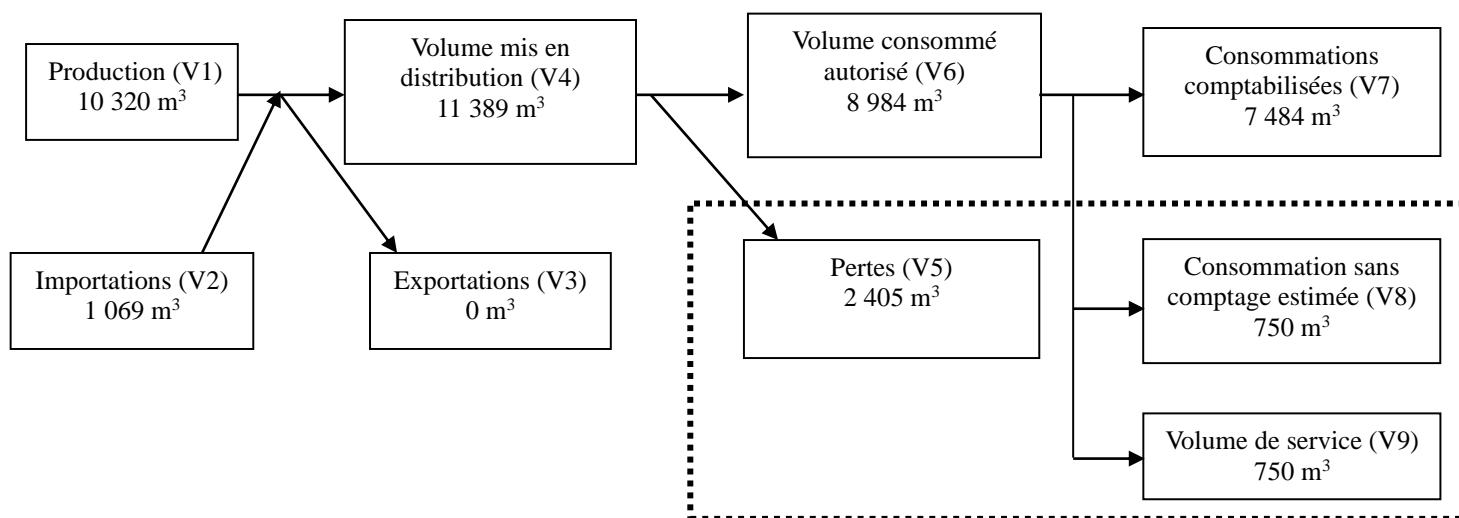 Production (V1)
10 320 m³
Volume mis en
distribution (V4)
11 389 m³
Volume consommé
autorisé (V6)
8 984 m³
Consommations
comptabilisées (V7)
7 484 m³
Importations (V2)
1 069 m³
Exportations (V3)
0 m³
Pertes (V5)
2 405 m³
Consommation sans
comptage estimée (V8)
750 m³
Volume de service (V9)
750 m³